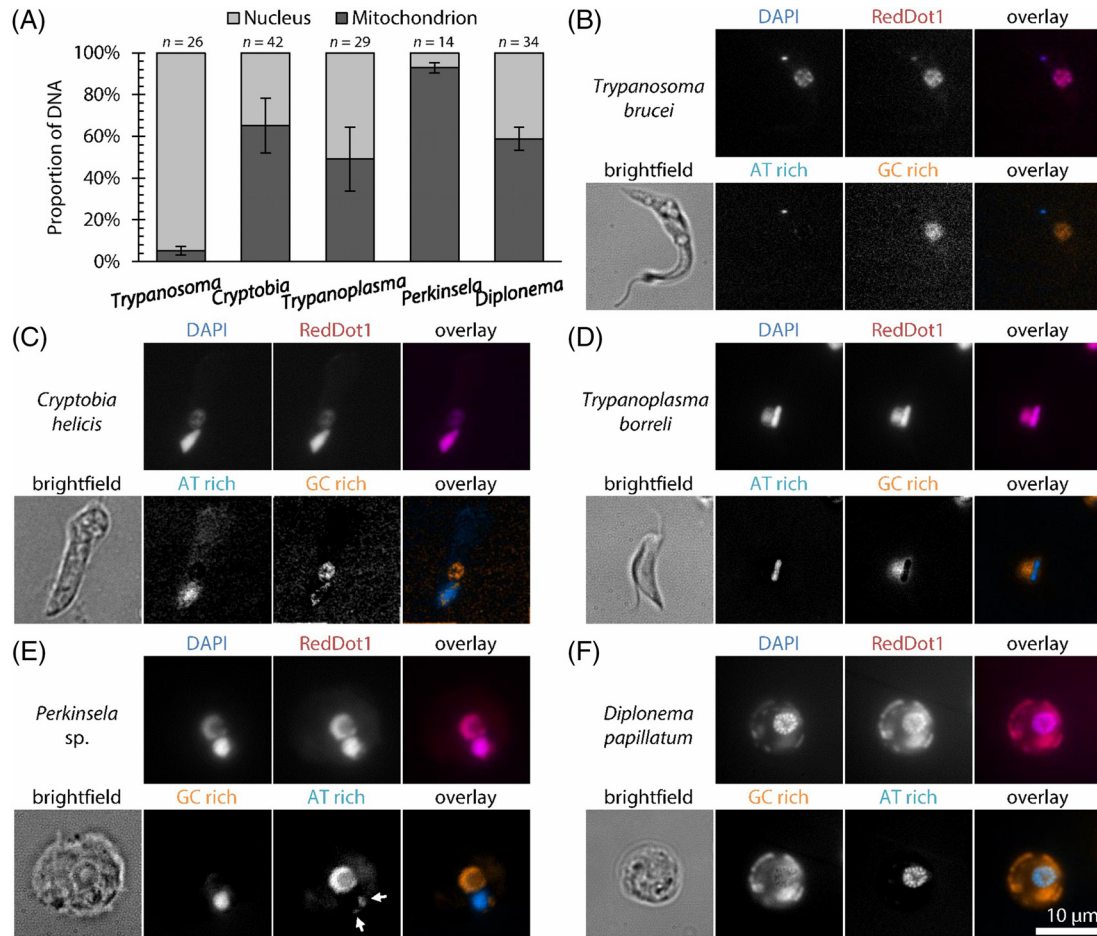 (A)
Nucleus Mitochondrion
n = 26 n = 42 n = 29 n = 14 n = 34
100%
80%
60%
40%
20%
0%
Proportion of DNA
Trypanosoma Cryptobia Trypanoplasma Perkinsela Diplonema
(B)
DAPI RedDot1 overlay
Trypanosoma
brucei
brightfield AT rich GC rich overlay
(C)
DAPI RedDot1 overlay
Cryptobia
helicis
brightfield AT rich GC rich overlay
(D)
DAPI RedDot1 overlay
Trypanoplasma
borreli
brightfield AT rich GC rich overlay
(E)
DAPI RedDot1 overlay
Perkinsela
sp.
brightfield GC rich AT rich overlay
(F)
DAPI RedDot1 overlay
Diplonema
papillatum
brightfield GC rich AT rich overlay
10 μm